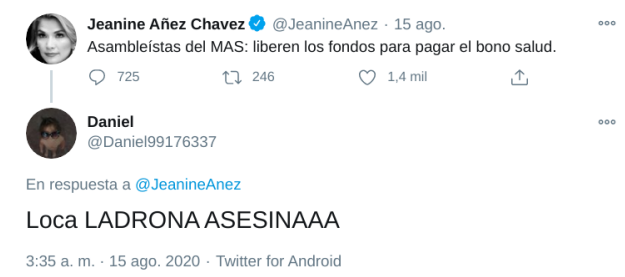 Jeanine Añez Chavez @JeanineAnez · 15 ago.
Asambleístas del MAS: liberen los fondos para pagar el bono salud.
725 246 1,4 mil
Daniel
@Daniel99176337
En respuesta a @JeanineAnez
Loca LADRONA ASESINAAA
3:35 a. m. · 15 ago. 2020 · Twitter for Android